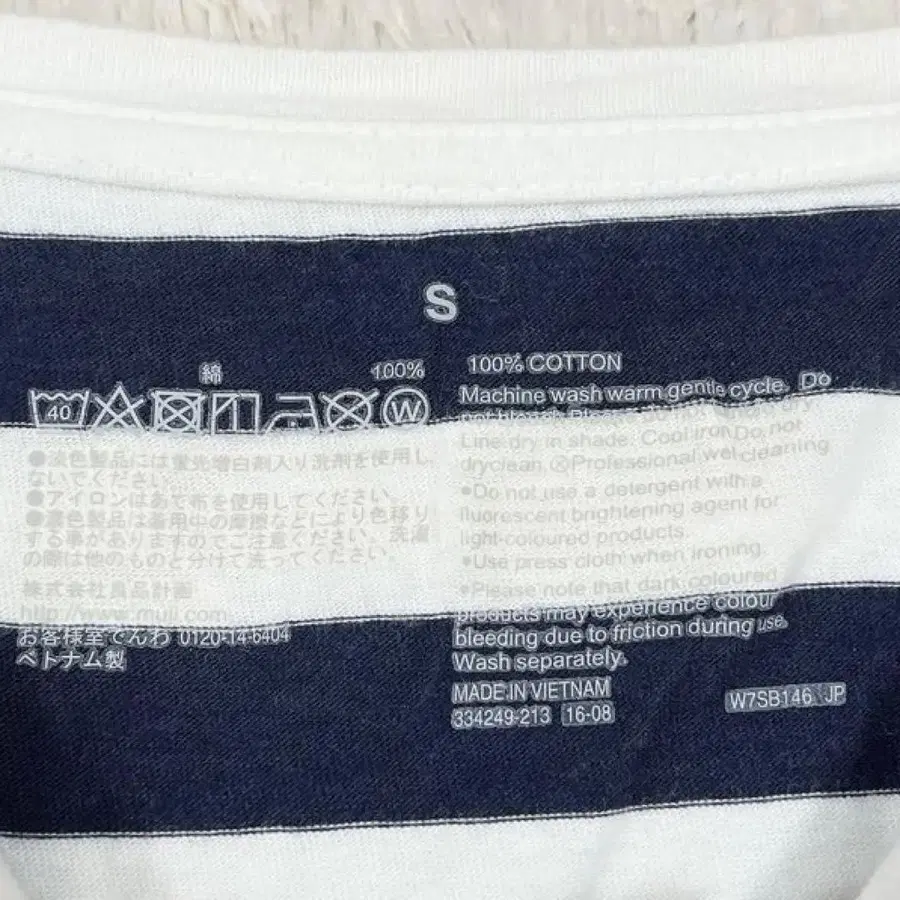 S
綿 100%
40 W
●淡色製品には蛍光増白剤入り洗剤を使用し
ないでください。
●アイロンはあて布を使用してください。
●濃色製品は着用中の摩擦などにより色移り
する事がありますのでご注意ください。洗濯
の際は他のものと分けて洗ってください。
株式会社良品計画
http://www.muji.com
お客様室でんわ 0120-14-6404
ベトナム製
100% COTTON
Machine wash warm gentle cycle. Do
not bleach. Please do not tumble dry.
Line dry in shade. Cool iron. Do not
dryclean. ⓌProfessional wet cleaning
•Do not use a detergent with a
fluorescent brightening agent for
light-coloured products.
•Use press cloth when ironing.
•Please note that dark coloured
products may experience colour
bleeding due to friction during use.
Wash separately.
MADE IN VIETNAM
334249-213 16-08
W7SB146 JP